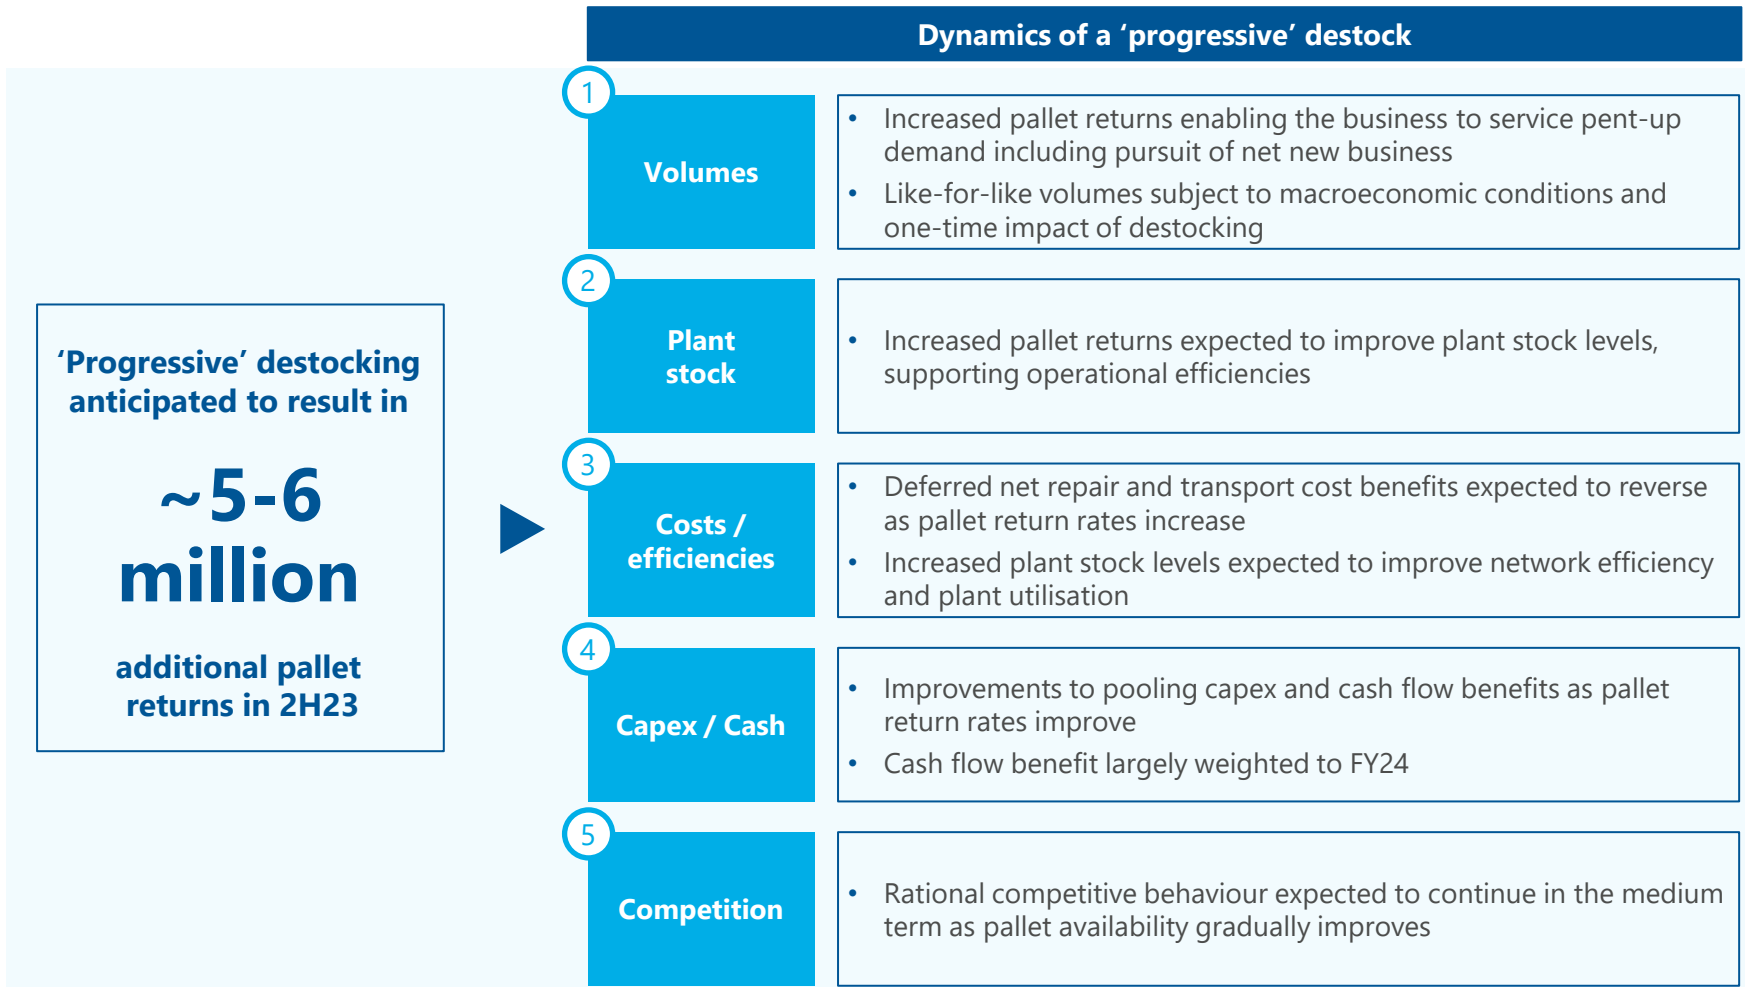 Dynamics of a ‘progressive’ destock
‘Progressive’ destocking
anticipated to result in
~5-6
million
additional pallet
returns in 2H23
1
Volumes
• Increased pallet returns enabling the business to service pent-up
demand including pursuit of net new business
• Like-for-like volumes subject to macroeconomic conditions and
one-time impact of destocking
2
Plant
stock
• Increased pallet returns expected to improve plant stock levels,
supporting operational efficiencies
3
Costs /
efficiencies
• Deferred net repair and transport cost benefits expected to reverse
as pallet return rates increase
• Increased plant stock levels expected to improve network efficiency
and plant utilisation
4
Capex / Cash
• Improvements to pooling capex and cash flow benefits as pallet
return rates improve
• Cash flow benefit largely weighted to FY24
5
Competition
• Rational competitive behaviour expected to continue in the medium
term as pallet availability gradually improves